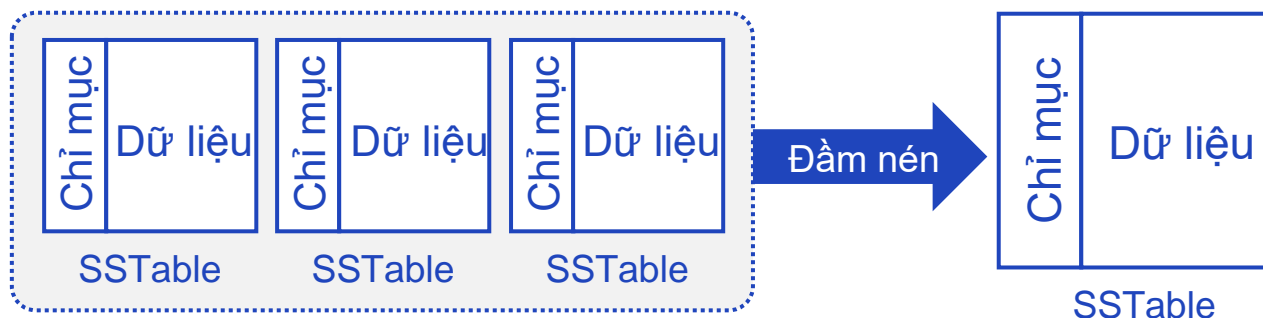 Chỉ mục
Dữ liệu
SSTable
Chỉ mục
Dữ liệu
SSTable
Chỉ mục
Dữ liệu
SSTable
Đầm nén
Chỉ mục
Dữ liệu
SSTable